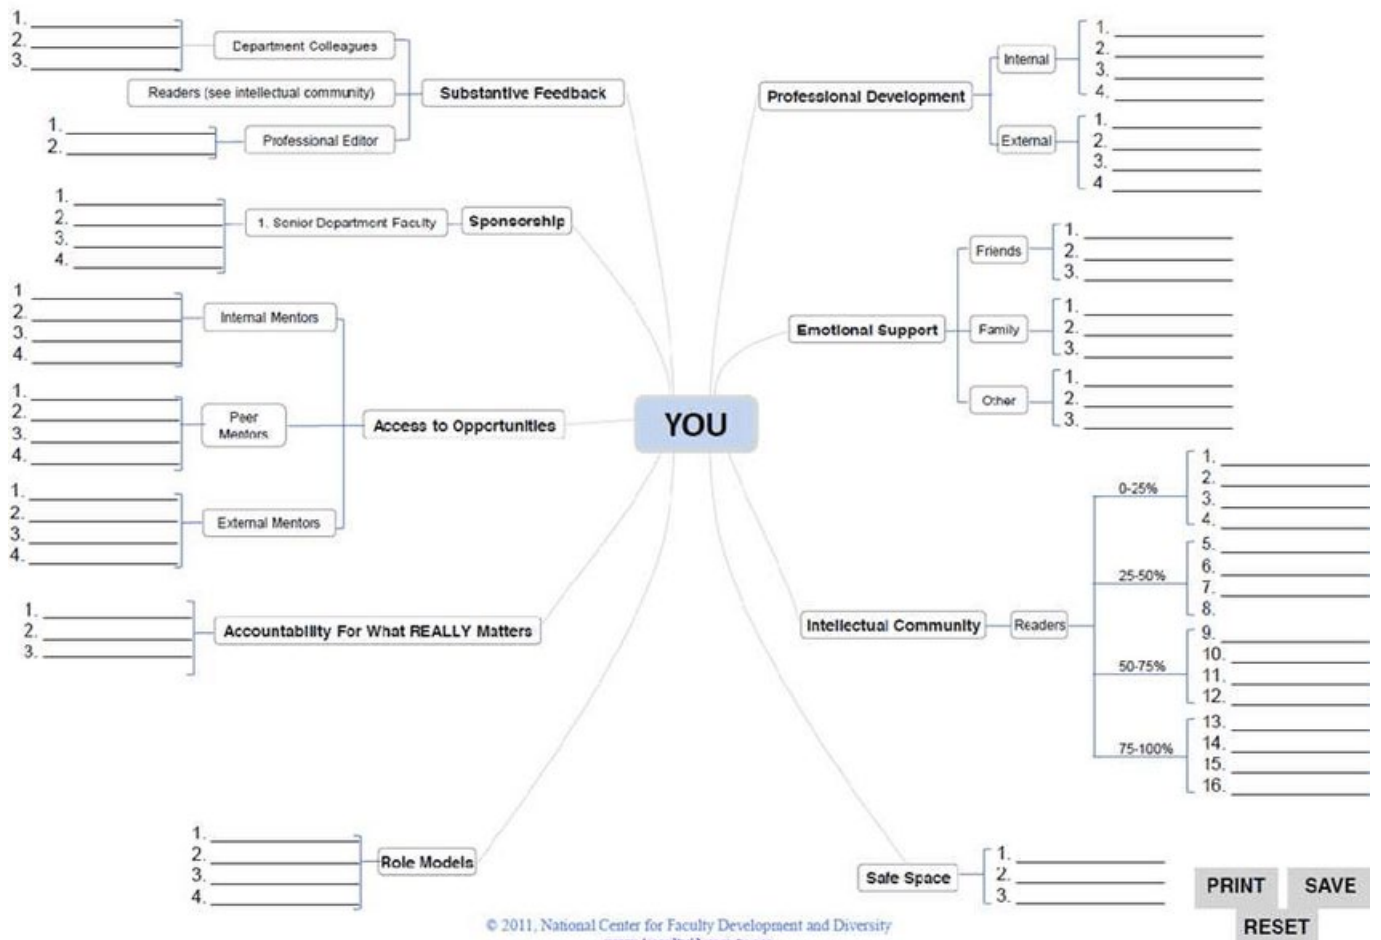 1.
2.
3.
Department Colleagues
Readers (see intellectual community)
1.
2.
Professional Editor
Substantive Feedback
1.
2.
3.
4.
1. Senior Department Faculty
Sponsorship
1
2.
3.
4.
Internal Mentors
1.
2.
3.
4.
Peer
Mentors
1.
2.
3.
4.
External Mentors
Access to Opportunities
1.
2.
3.
Accountability For What REALLY Matters
1.
2.
3.
4.
Role Models
YOU
Professional Development
Internal
1.
2.
3.
4.
External
1.
2.
3.
4
Emotional Support
Friends
1.
2.
3.
Family
1.
2.
3.
Other
1.
2.
3.
Intellectual Community
Readers
0-25%
1.
2.
3.
4.
25-50%
5.
6.
7.
8.
50-75%
9.
10.
11.
12.
75-100%
13.
14.
15.
16.
Safe Space
1.
2.
3.
PRINT
SAVE
RESET
© 2011, National Center for Faculty Development and Diversity